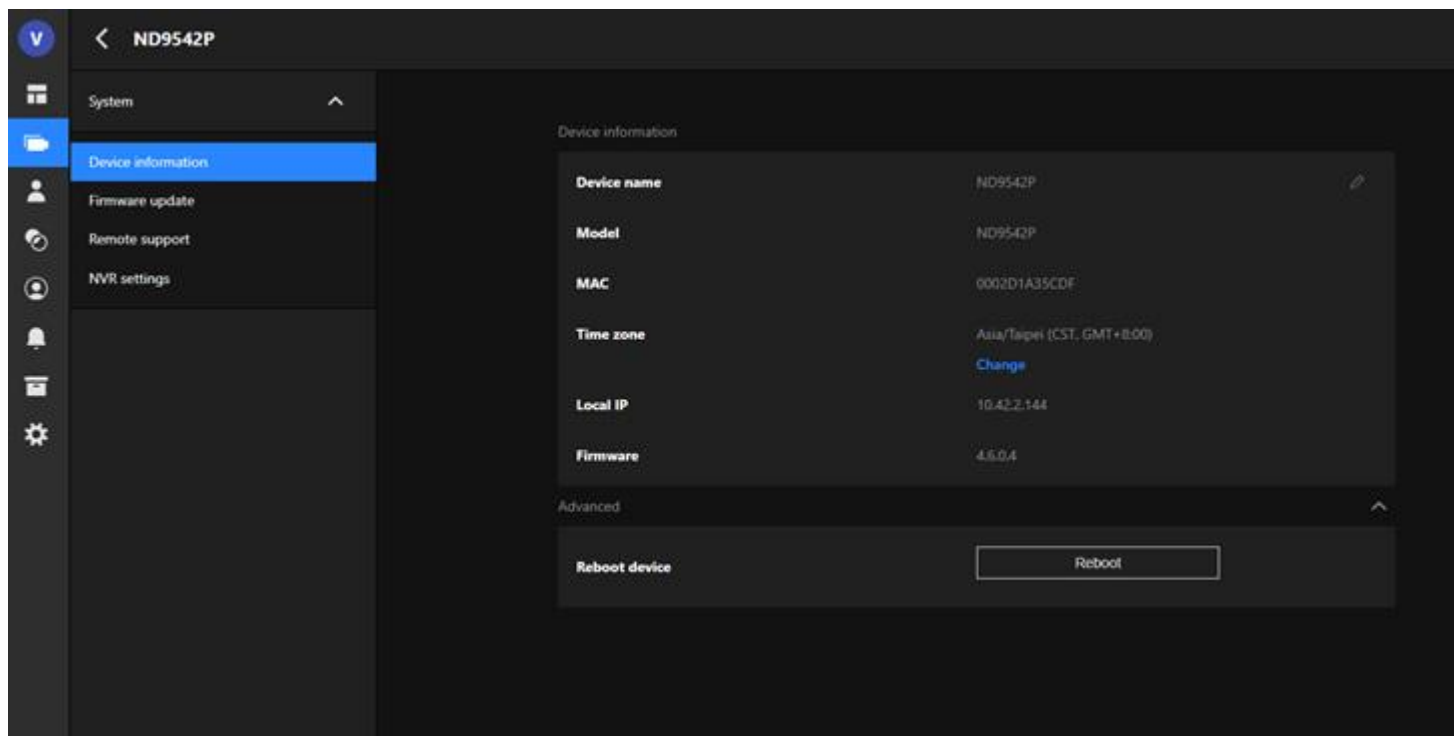 V
ND9542P
System
Device information
Firmware update
Remote support
NVR settings
Device information
Device name ND9542P
Model ND9542P
MAC 0002D1A35CDF
Time zone Asia/Taipei (CST, GMT+8:00)
Change
Local IP 10.42.2.144
Firmware 4.6.0.4
Advanced
Reboot device Reboot